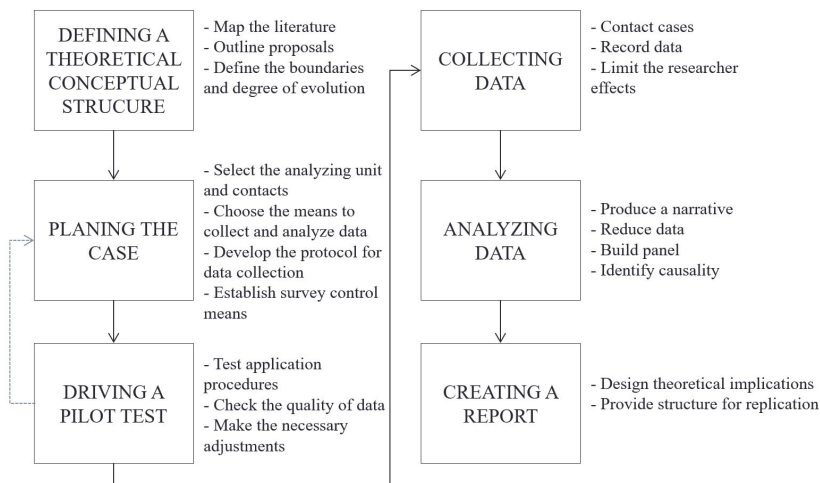 DEFINING A
THEORETICAL
CONCEPTUAL
STRUCURE
- Map the literature
- Outline proposals
- Define the boundaries
and degree of evolution
PLANING THE
CASE
- Select the analyzing unit
and contacts
- Choose the means to
collect and analyze data
- Develop the protocol for
data collection
- Establish survey control
means
DRIVING A
PILOT TEST
- Test application
procedures
- Check the quality of data
- Make the necessary
adjustments
COLLECTING
DATA
- Contact cases
- Record data
- Limit the researcher
effects
ANALYZING
DATA
- Produce a narrative
- Reduce data
- Build panel
- Identify causality
CREATING A
REPORT
- Design theoretical implications
- Provide structure for replication